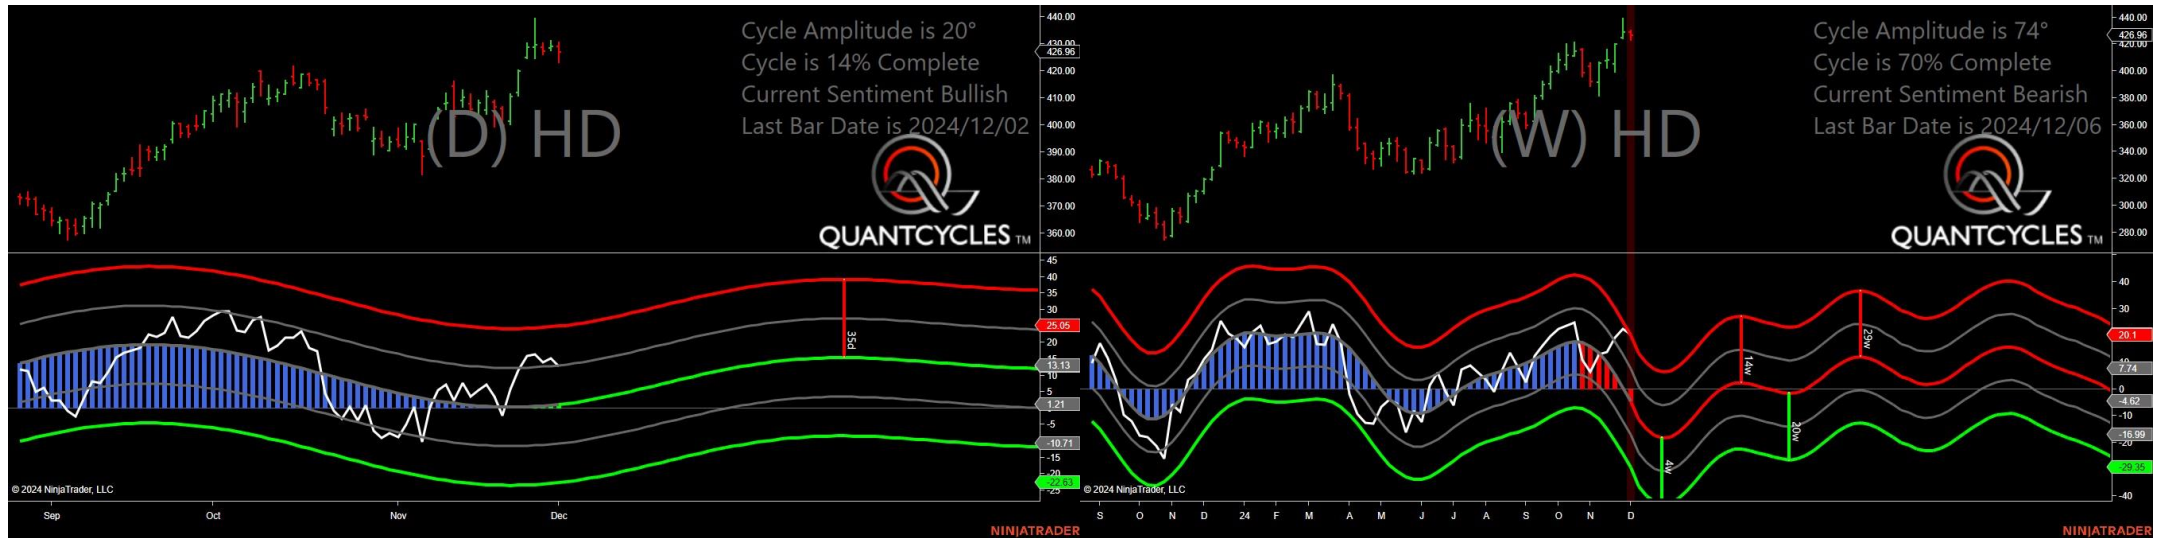 Cycle Amplitude is 20°
Cycle is 14% Complete
Current Sentiment Bullish
Last Bar Date is 2024/12/02
(D) HD
QUANTCYCLES TM
440.00
430.00
426.96
420.00
410.00
400.00
390.00
380.00
370.00
360.00
45
40
35
30
25.05
20
15
13.13
10
5
1.21
-5
-10.71
-15
-20
-22.63
-25
35d
© 2024 NinjaTrader, LLC
Sep
Oct
Nov
Dec
NINJATRADER
Cycle Amplitude is 74°
Cycle is 70% Complete
Current Sentiment Bearish
Last Bar Date is 2024/12/06
(W) HD
QUANTCYCLES TM
440.00
426.96
420.00
400.00
380.00
360.00
340.00
320.00
300.00
280.00
40
30
20.1
10
7.74
0
-4.62
-10
-16.99
-20
-29.35
-40
14w
29w
20w
4w
© 2024 NinjaTrader, LLC
S O N D 24 F M A M J J A S O N D
NINJATRADER